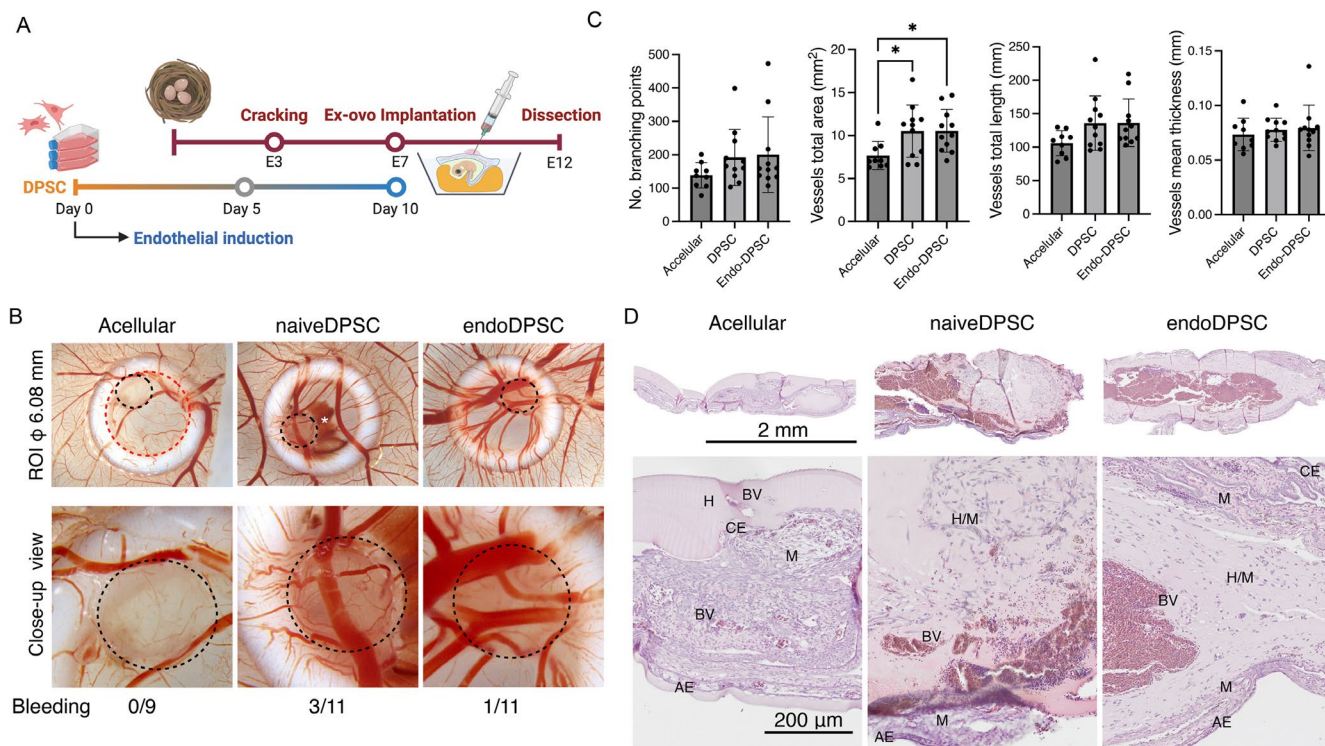 A
Cracking
Ex-ovo Implantation
Dissection
E3
E7
E12
DPSC
Day 0
Day 5
Day 10
Endothelial induction
B
Acellular
naiveDPSC
endoDPSC
ROI ϕ 6.08 mm
*
Close-up view
Bleeding
0/9
3/11
1/11
C
No. branching points
500
400
300
200
100
0
Accelular
DPSC
Endo-DPSC
Vessels total area (mm²)
20
15
10
5
0
*
*
Accelular
DPSC
Endo-DPSC
Vessels total length (mm)
250
200
150
100
50
0
Accelular
DPSC
Endo-DPSC
Vessels mean thickness (mm)
0.15
0.10
0.05
0.00
Accelular
DPSC
Endo-DPSC
D
Acellular
naiveDPSC
endoDPSC
2 mm
H
BV
CE
M
BV
AE
200 µm
H/M
BV
M
AE
CE
M
H/M
BV
M
AE